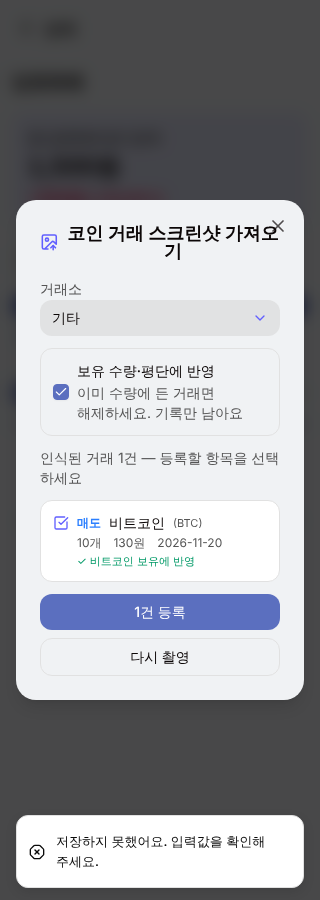 코인 거래 스크린샷 가져오
기
거래소
기타
보유 수량·평단에 반영
이미 수량에 든 거래면
해제하세요. 기록만 남아요
인식된 거래 1건 — 등록할 항목을 선택
하세요
매도 비트코인 (BTC)
10개 130원 2026-11-20
✓ 비트코인 보유에 반영
1건 등록
다시 촬영
저장하지 못했어요. 입력값을 확인해
주세요.